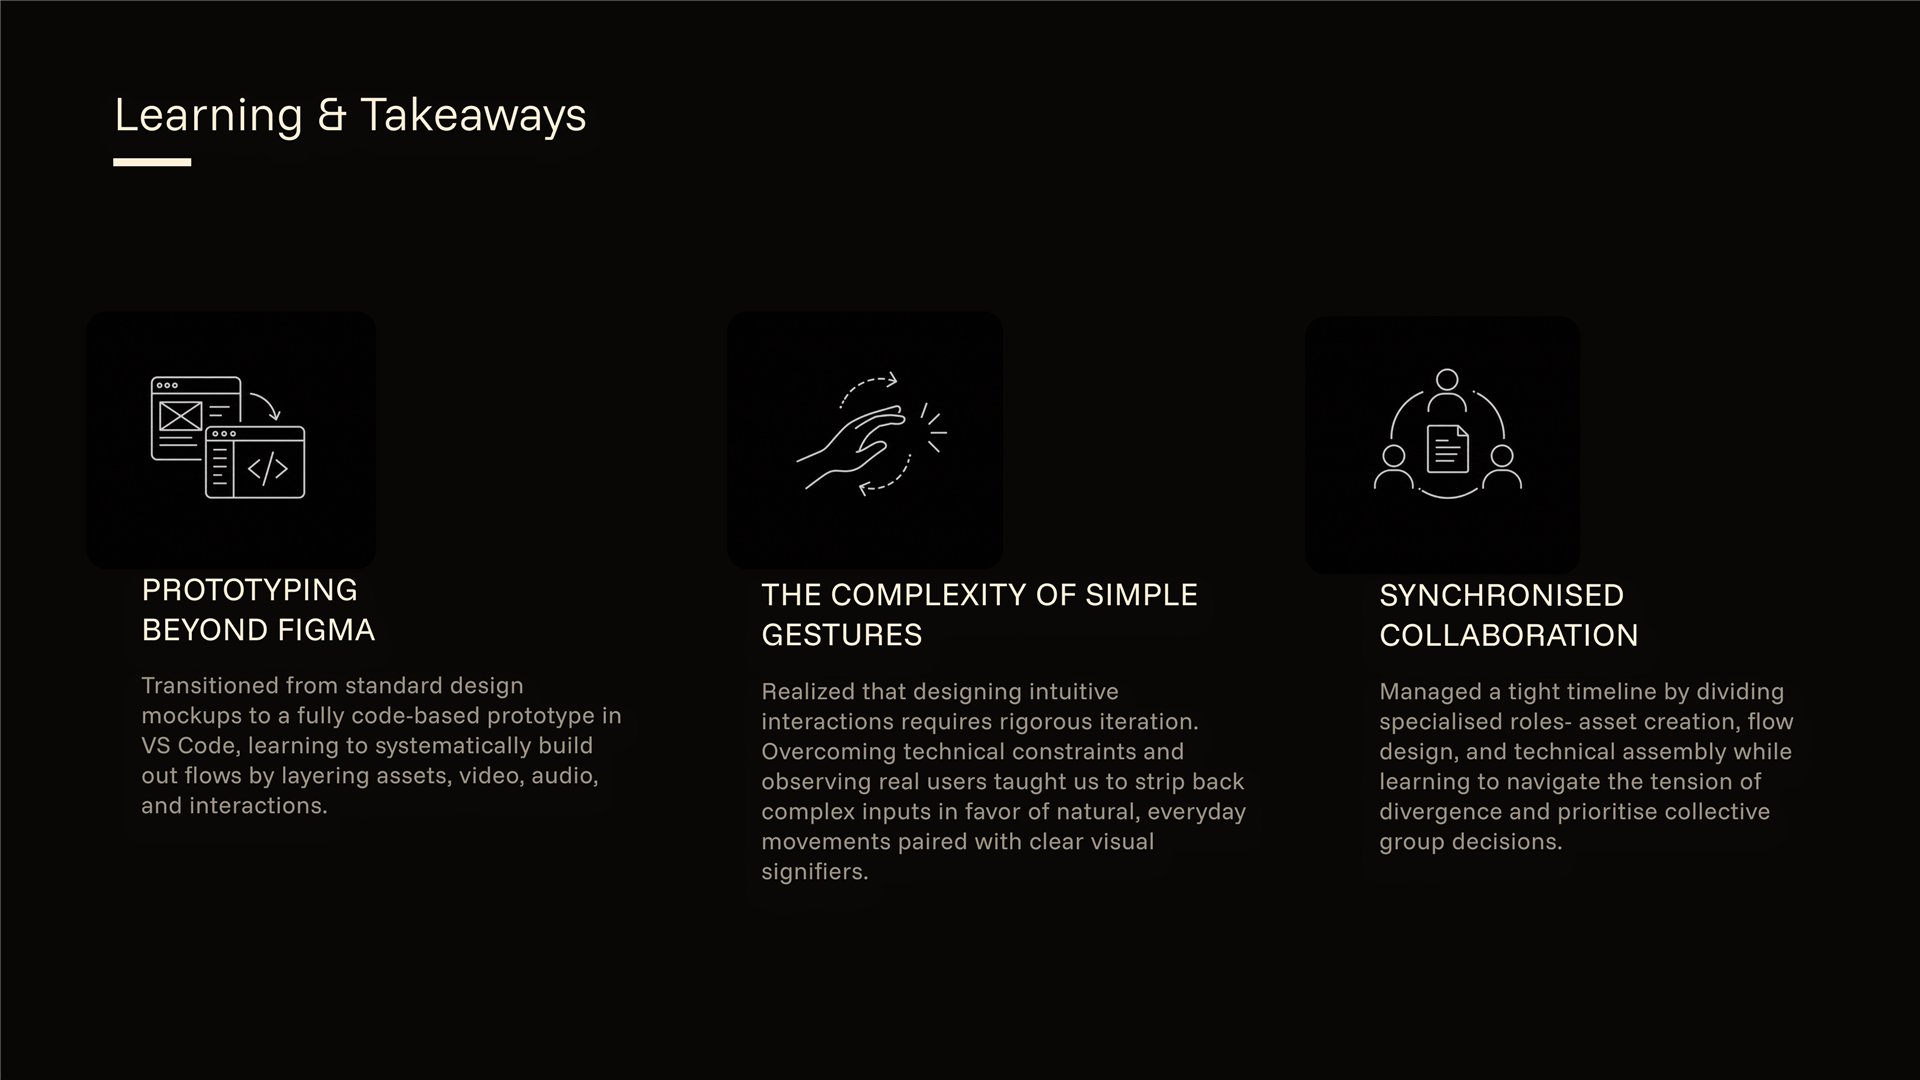 Learning & Takeaways
PROTOTYPING
BEYOND FIGMA
Transitioned from standard design
mockups to a fully code-based prototype in
VS Code, learning to systematically build
out flows by layering assets, video, audio,
and interactions.
THE COMPLEXITY OF SIMPLE
GESTURES
Realized that designing intuitive
interactions requires rigorous iteration.
Overcoming technical constraints and
observing real users taught us to strip back
complex inputs in favor of natural, everyday
movements paired with clear visual
signifiers.
SYNCHRONISED
COLLABORATION
Managed a tight timeline by dividing
specialised roles- asset creation, flow
design, and technical assembly while
learning to navigate the tension of
divergence and prioritise collective
group decisions.